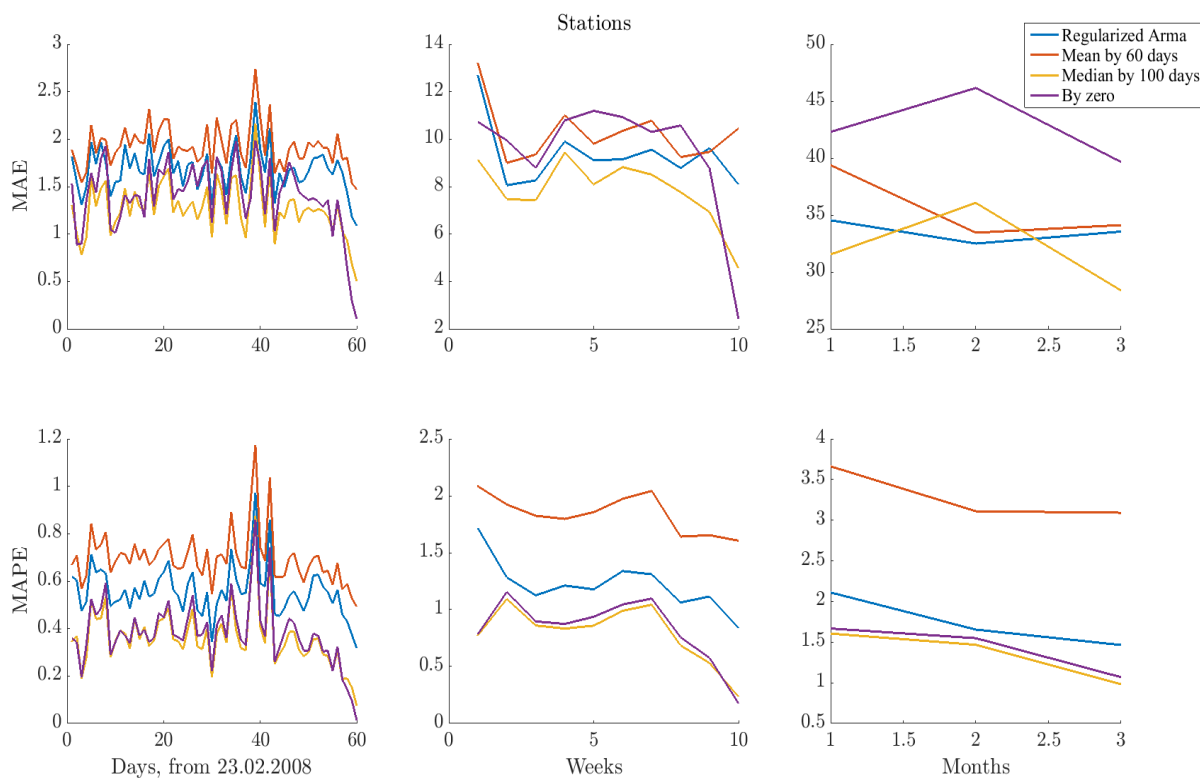 Stations
Regularized Arma
Mean by 60 days
Median by 100 days
By zero
MAE
3
2.5
2
1.5
1
0.5
0
0 20 40 60
14
12
10
8
6
4
2
0 5 10
50
45
40
35
30
25
1 1.5 2 2.5 3
MAPE
1.2
1
0.8
0.6
0.4
0.2
0
0 20 40 60
Days, from 23.02.2008
2.5
2
1.5
1
0.5
0
0 5 10
Weeks
4
3.5
3
2.5
2
1.5
1
0.5
1 1.5 2 2.5 3
Months